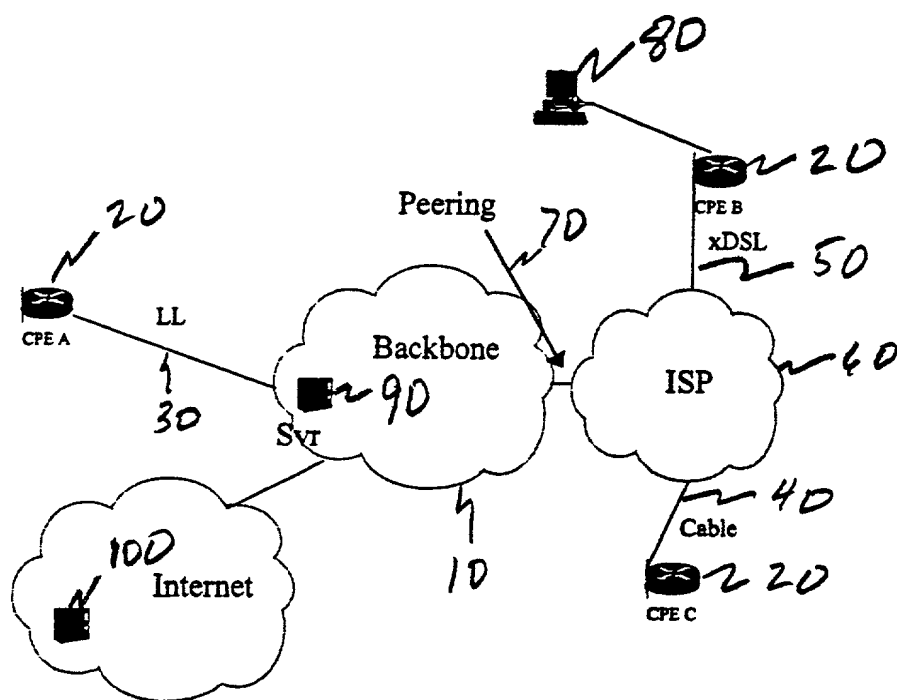 80
20
CPE B
Peering
70
xDSL
50
20
CPE A
LL
30
Backbone
90
Svr
ISP
60
40
Cable
10
20
CPE C
100
Internet